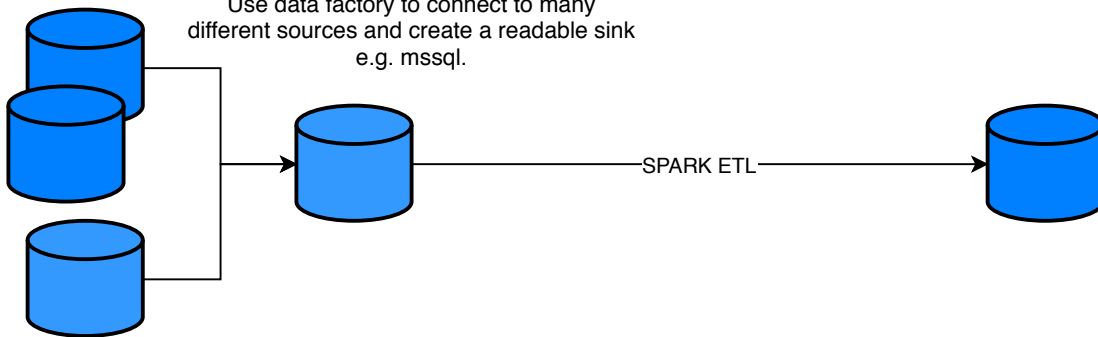 Use data factory to connect to many
different sources and create a readable sink
e.g. mssql.
SPARK ETL